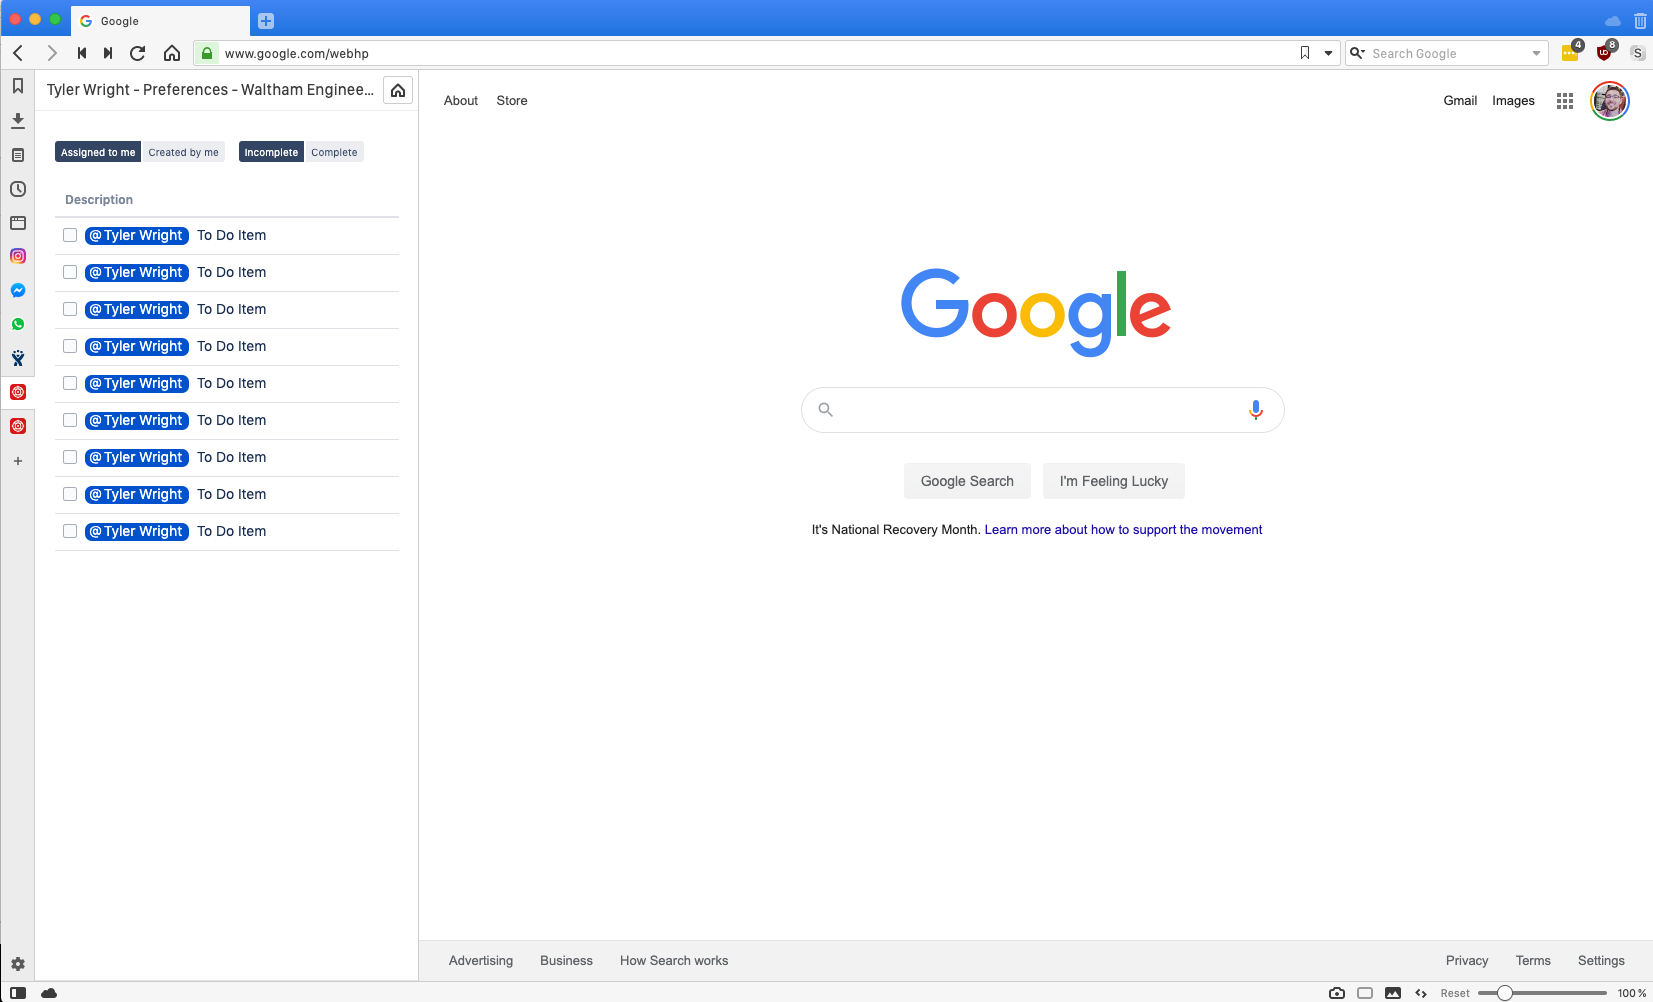 Google
www.google.com/webhp
Search Google
4
8
S
Tyler Wright - Preferences - Waltham Enginee...
About Store
Gmail Images
Assigned to me Created by me Incomplete Complete
Description
@Tyler Wright To Do Item
@Tyler Wright To Do Item
@Tyler Wright To Do Item
@Tyler Wright To Do Item
@Tyler Wright To Do Item
@Tyler Wright To Do Item
@Tyler Wright To Do Item
@Tyler Wright To Do Item
@Tyler Wright To Do Item
Google
Google Search I'm Feeling Lucky
It's National Recovery Month. Learn more about how to support the movement
Advertising Business How Search works
Privacy Terms Settings
Reset 100 %